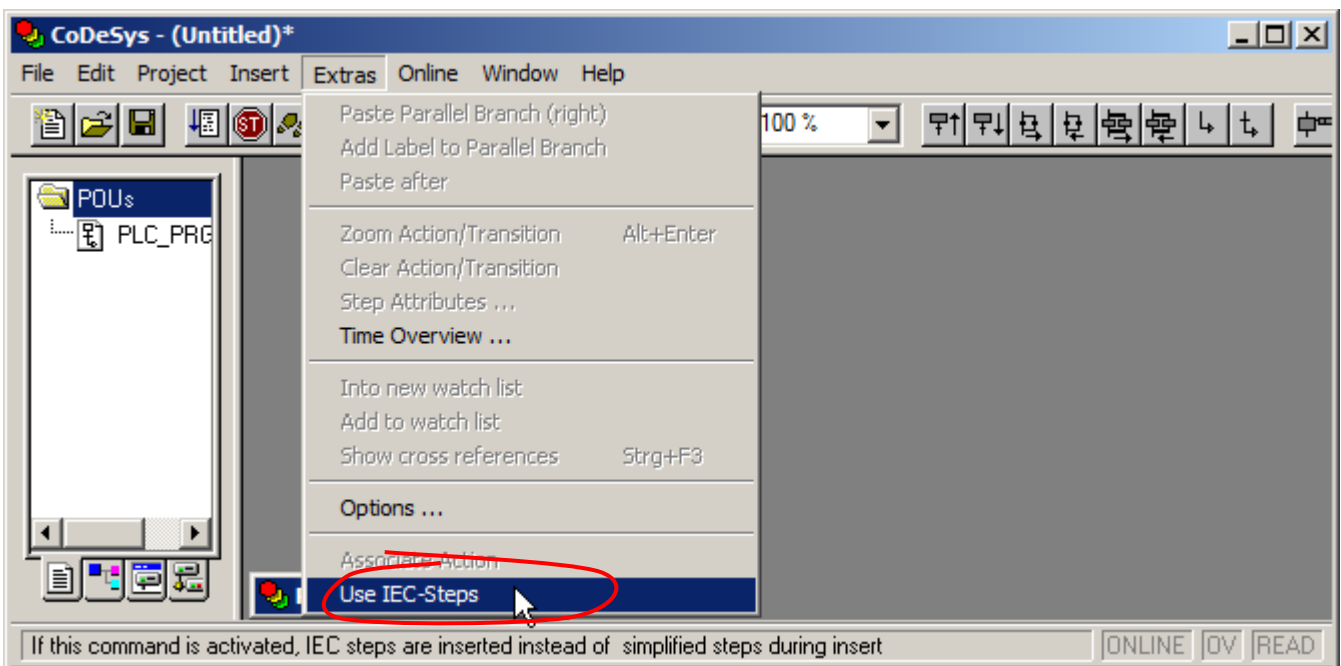 CoDeSys - (Untitled)*
File Edit Project Insert Extras Online Window Help
ST 100 %
Paste Parallel Branch (right)
Add Label to Parallel Branch
Paste after
POUs
PLC_PRG
Zoom Action/Transition Alt+Enter
Clear Action/Transition
Step Attributes ...
Time Overview ...
Into new watch list
Add to watch list
Show cross references Strg+F3
Options ...
Associate Action
Use IEC-Steps
If this command is activated, IEC steps are inserted instead of simplified steps during insert ONLINE OV READ